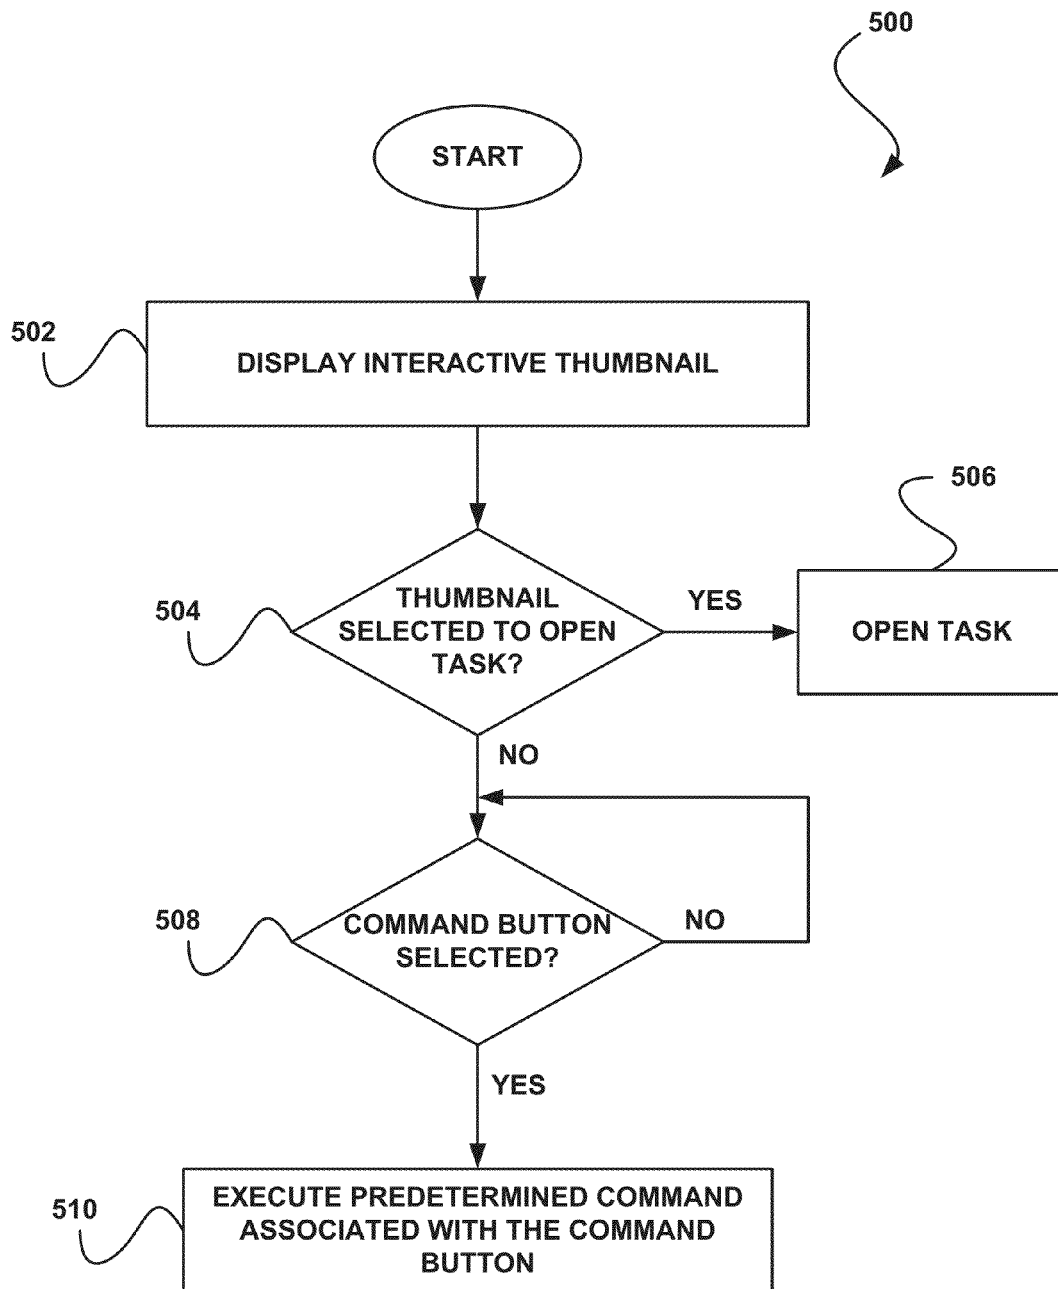 500
START
502
DISPLAY INTERACTIVE THUMBNAIL
506
504
THUMBNAIL
SELECTED TO OPEN
TASK?
YES
OPEN TASK
NO
508
COMMAND BUTTON
SELECTED?
NO
YES
510
EXECUTE PREDETERMINED COMMAND
ASSOCIATED WITH THE COMMAND
BUTTON